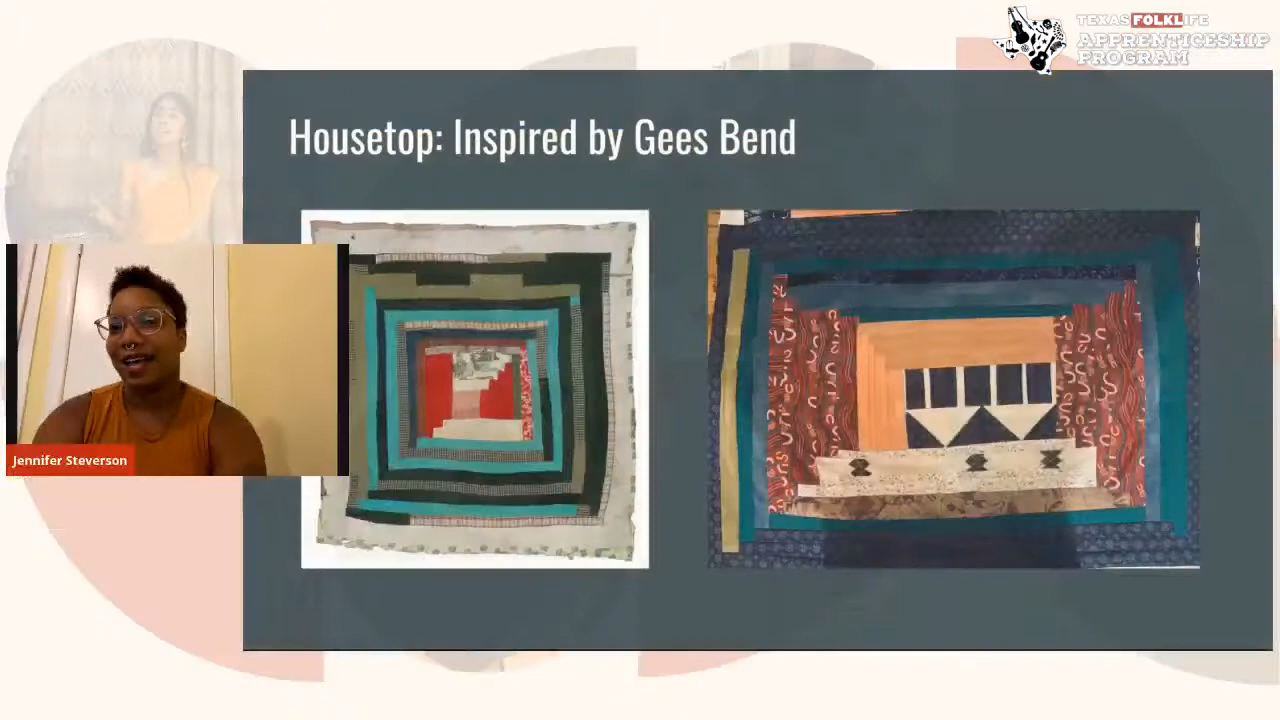 TEXAS FOLKLIFE
APPRENTICESHIP
PROGRAM
Housetop: Inspired by Gees Bend
Jennifer Steverson